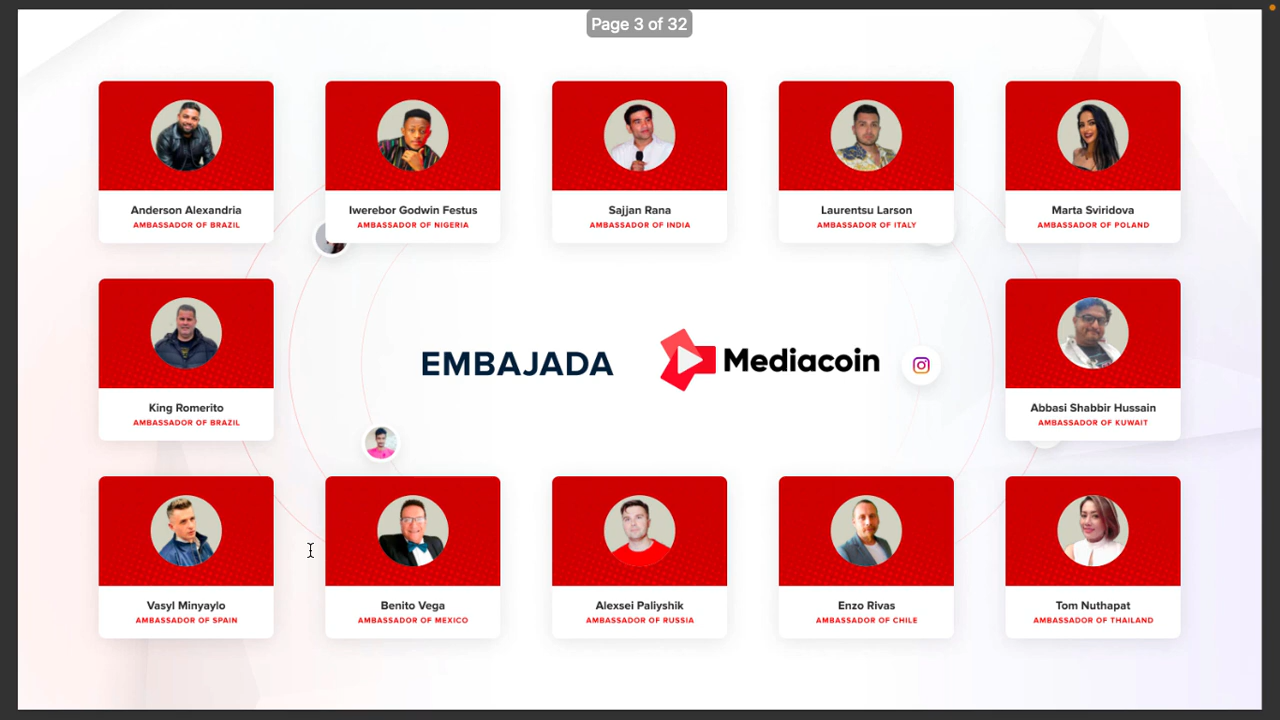 Page 3 of 32
Anderson Alexandria
AMBASSADOR OF BRAZIL
Iwerebor Godwin Festus
AMBASSADOR OF NIGERIA
Sajjan Rana
AMBASSADOR OF INDIA
Laurentsu Larson
AMBASSADOR OF ITALY
Marta Sviridova
AMBASSADOR OF POLAND
King Romerito
AMBASSADOR OF BRAZIL
EMBAJADA
Mediacoin
Abbasi Shabbir Hussain
AMBASSADOR OF KUWAIT
Vasyl Minyaylo
AMBASSADOR OF SPAIN
Benito Vega
AMBASSADOR OF MEXICO
Alexsei Paliyshik
AMBASSADOR OF RUSSIA
Enzo Rivas
AMBASSADOR OF CHILE
Tom Nuthapat
AMBASSADOR OF THAILAND